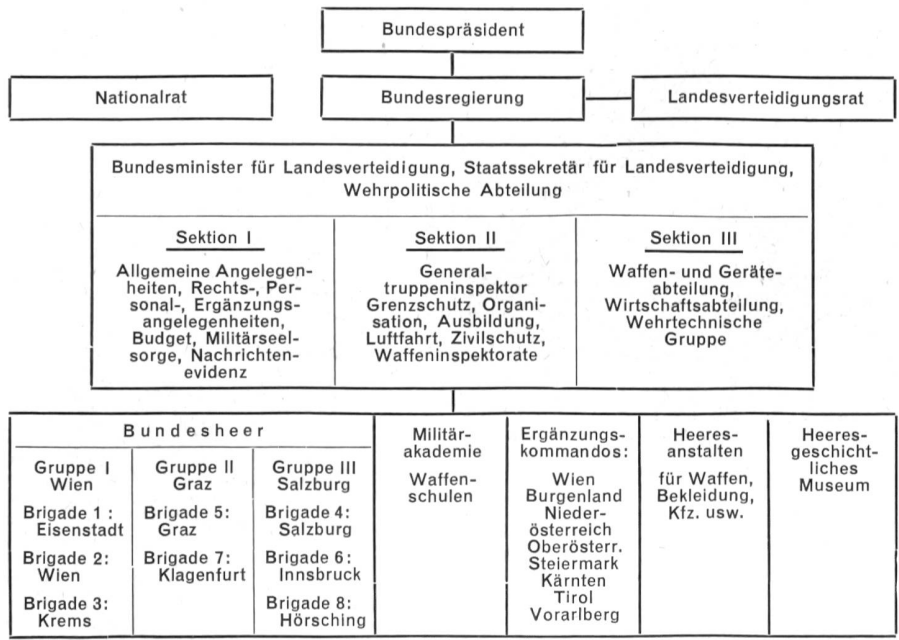 Bundespräsident
Nationalrat
Bundesregierung
Landesverteidigungsrat
Bundesminister für Landesverteidigung, Staatssekretär für Landesverteidigung,
Wehrpolitische Abteilung
Sektion I
Allgemeine Angelegen-
heiten, Rechts-, Per-
sonal-, Ergänzungs-
angelegenheiten,
Budget, Militärseel-
sorge, Nachrichten-
evidenz
Sektion II
General-
truppeninspektor
Grenzschutz, Organi-
sation, Ausbildung,
Luftfahrt, Zivilschutz,
Waffeninspektorate
Sektion III
Waffen- und Geräte-
abteilung,
Wirtschaftsabteilung,
Wehrtechnische
Gruppe
Bundesheer
Gruppe I
Wien
Brigade 1 :
Eisenstadt
Brigade 2:
Wien
Brigade 3:
Krems
Gruppe II
Graz
Brigade 5:
Graz
Brigade 7:
Klagenfurt
Gruppe III
Salzburg
Brigade 4:
Salzburg
Brigade 6:
Innsbruck
Brigade 8:
Hörsching
Militär-
akademie
Waffen-
schulen
Ergänzungs-
kommandos:
Wien
Burgenland
Nieder-
österreich
Oberösterr.
Steiermark
Kärnten
Tirol
Vorarlberg
Heeres-
anstalten
für Waffen,
Bekleidung,
Kfz. usw.
Heeres-
geschicht-
liches
Museum